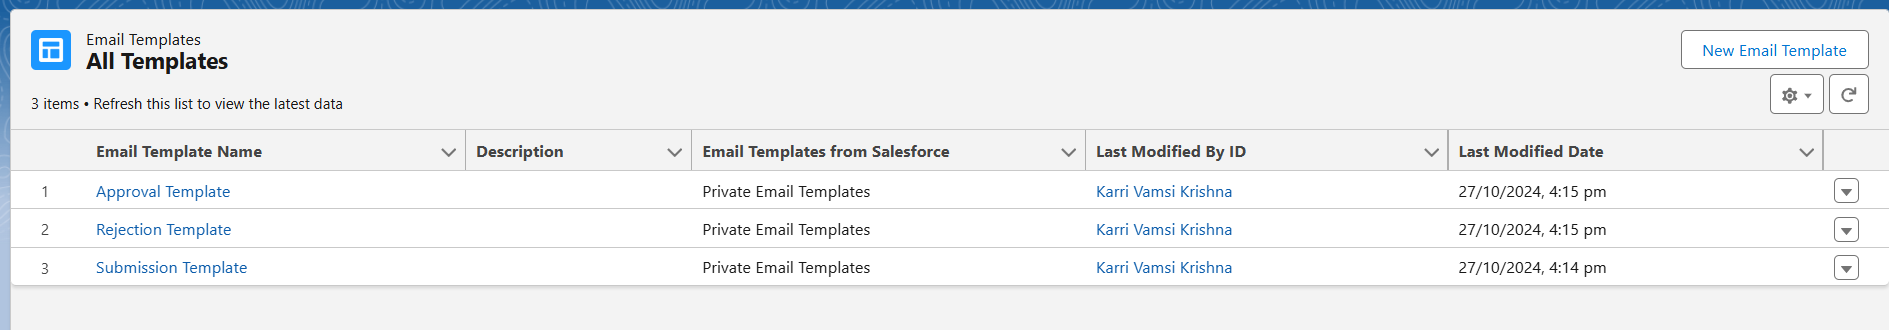 Email Templates
All Templates
New Email Template
3 items • Refresh this list to view the latest data
Email Template Name Description Email Templates from Salesforce Last Modified By ID Last Modified Date
1 Approval Template Private Email Templates Karri Vamsi Krishna 27/10/2024, 4:15 pm
2 Rejection Template Private Email Templates Karri Vamsi Krishna 27/10/2024, 4:15 pm
3 Submission Template Private Email Templates Karri Vamsi Krishna 27/10/2024, 4:14 pm